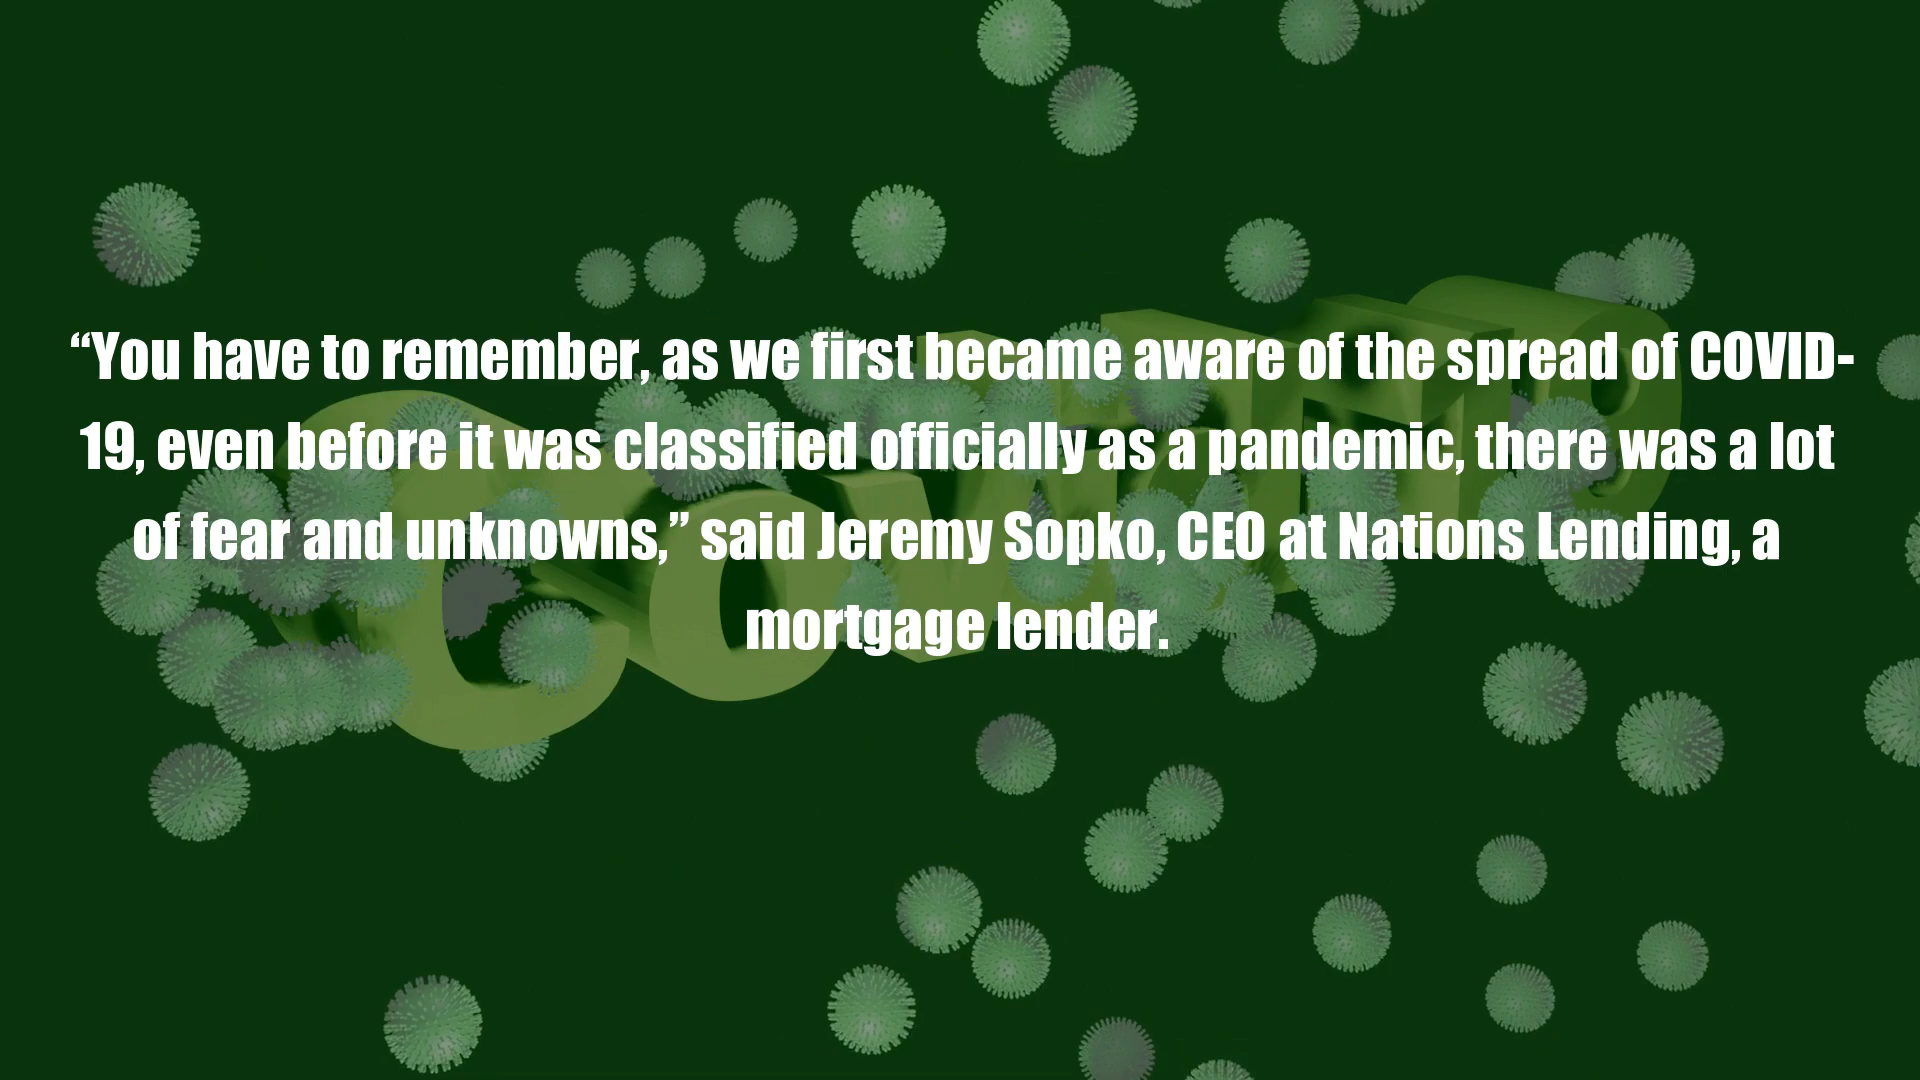 “You have to remember, as we first became aware of the spread of COVID-
19, even before it was classified officially as a pandemic, there was a lot
of fear and unknowns,” said Jeremy Sopko, CEO at Nations Lending, a
mortgage lender.